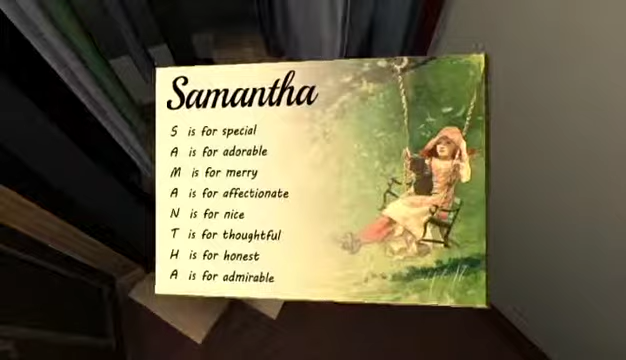 Samantha
S is for special
A is for adorable
M is for merry
A is for affectionate
N is for nice
T is for thoughtful
H is for honest
A is for admirable